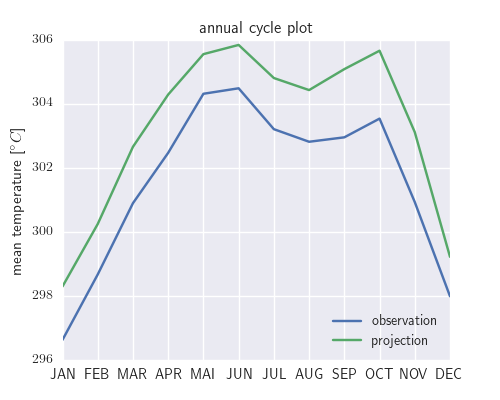 annual cycle plot
306
304
302
300
298
296
mean temperature [°C]
JAN FEB MAR APR MAI JUN JUL AUG SEP OCT NOV DEC
observation
projection